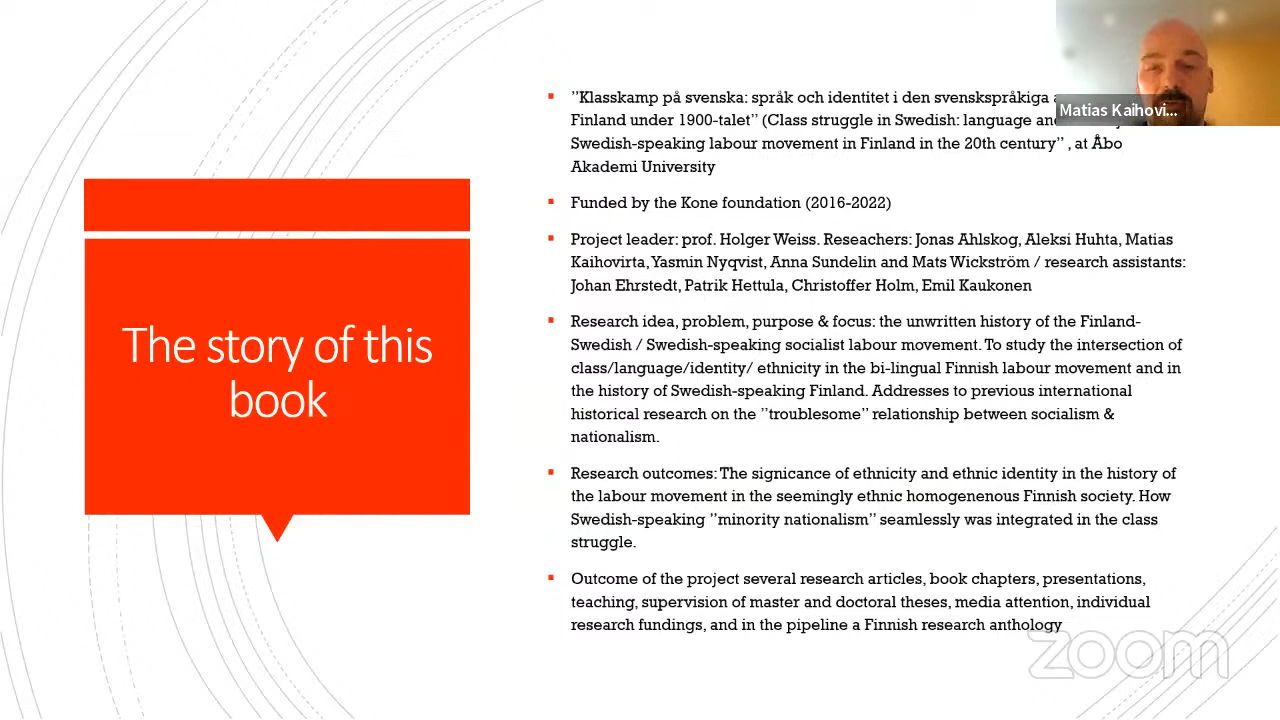 The story of this
book
”Klasskamp på svenska: språk och identitet i den svenskspråkiga
Finland under 1900-talet” (Class struggle in Swedish: language
Swedish-speaking labour movement in Finland in the 20th century” , at Åbo
Akademi University
Funded by the Kone foundation (2016-2022)
Project leader: prof. Holger Weiss. Reseachers: Jonas Ahlskog, Aleksi Huhta, Matias
Kaihovirta, Yasmin Nyqvist, Anna Sundelin and Mats Wickström / research assistants:
Johan Ehrstedt, Patrik Hettula, Christoffer Holm, Emil Kaukonen
Research idea, problem, purpose & focus: the unwritten history of the Finland-
Swedish / Swedish-speaking socialist labour movement. To study the intersection of
class/language/identity/ ethnicity in the bi-lingual Finnish labour movement and in
the history of Swedish-speaking Finland. Addresses to previous international
historical research on the ”troublesome” relationship between socialism &
nationalism.
Research outcomes: The signicance of ethnicity and ethnic identity in the history of
the labour movement in the seemingly ethnic homogenenous Finnish society. How
Swedish-speaking ”minority nationalism” seamlessly was integrated in the class
struggle.
Outcome of the project several research articles, book chapters, presentations,
teaching, supervision of master and doctoral theses, media attention, individual
research fundings, and in the pipeline a Finnish research anthology
Matias Kaihovi...
zoom